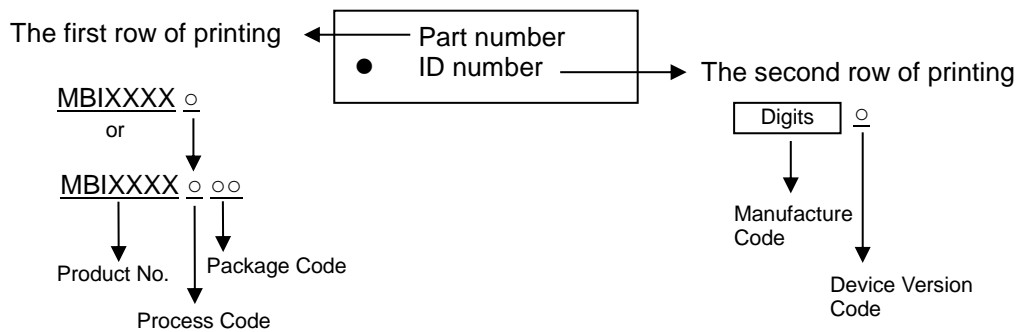 The first row of printing
Part number
ID number
The second row of printing
MBIXXXX ○
or
MBIXXXX ○ ○○
Product No.
Package Code
Process Code
Digits ○
Manufacture
Code
Device Version
Code